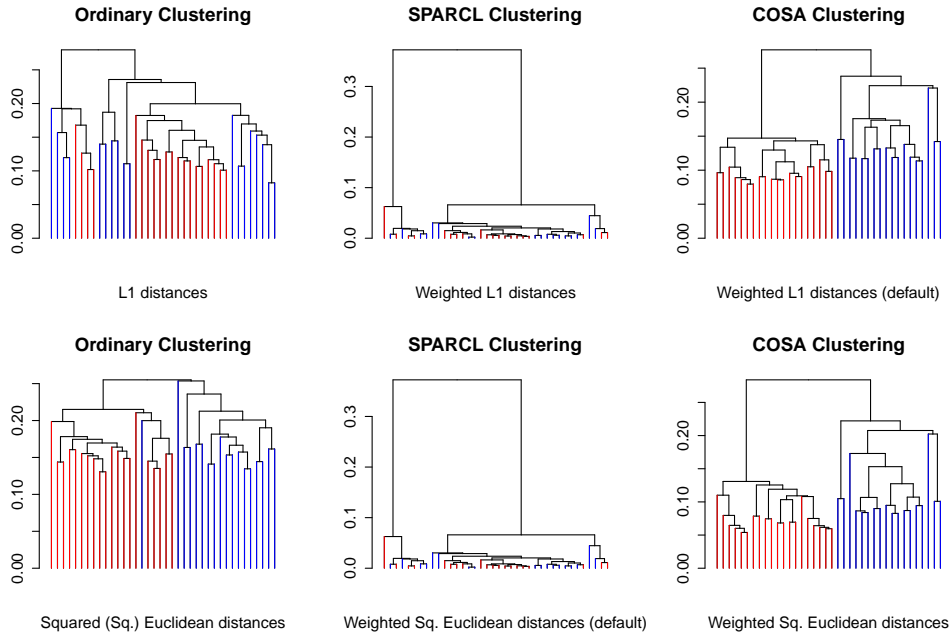 Ordinary Clustering
SPARCL Clustering
COSA Clustering
0.00 0.10 0.20
0.0 0.1 0.2 0.3
0.00 0.10 0.20
L1 distances
Weighted L1 distances
Weighted L1 distances (default)
Ordinary Clustering
SPARCL Clustering
COSA Clustering
0.00 0.10 0.20
0.0 0.1 0.2 0.3
0.00 0.10 0.20
Squared (Sq.) Euclidean distances
Weighted Sq. Euclidean distances (default)
Weighted Sq. Euclidean distances